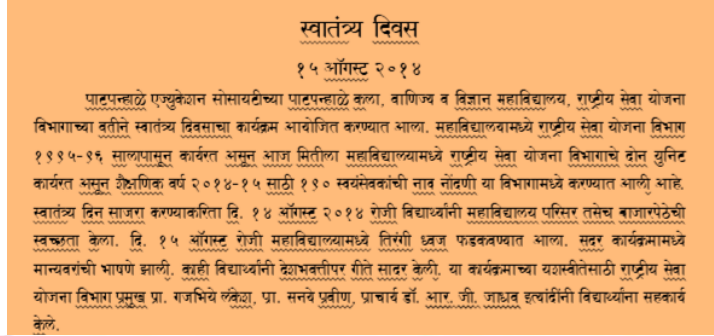 स्वातंत्र्य दिवस
१५ ऑगस्ट २०१४
पाटपन्हाळे एज्युकेशन सोसायटीच्या पाटपन्हाळे कला, वाणिज्य व विज्ञान महाविद्यालय, राष्ट्रीय सेवा योजना
विभागाच्या वतीने स्वातंत्र्य दिवसाचा कार्यक्रम आयोजित करण्यात आला. महाविद्यालयामध्ये राष्ट्रीय सेवा योजना विभाग
१९९५-९६ सालापासून कार्यरत असून आज मितीला महाविद्यालयामध्ये राष्ट्रीय सेवा योजना विभागाचे दोन युनिट
कार्यरत असून शैक्षणिक वर्ष २०१४-१५ साठी १९० स्वयंसेवकांची नाव नोंदणी या विभागामध्ये करण्यात आली आहे.
स्वातंत्र्य दिन साजरा करण्याकरिता दि. १४ ऑगस्ट २०१४ रोजी विद्यार्थ्यांनी महाविद्यालय परिसर तसेच बाजारपेठेची
स्वच्छता केला. दि. १५ ऑगस्ट रोजी महाविद्यालयामध्ये तिरंगी ध्वज फडकवण्यात आला. सदर कार्यक्रमामध्ये
मान्यवरांची भाषणे झाली. काही विद्यार्थ्यांनी देशभक्तीपर गीते सादर केली. या कार्यक्रमाच्या यशस्वीतेसाठी राष्ट्रीय सेवा
योजना विभाग प्रमुख प्रा. गजभिये लंकेश, प्रा. सनये प्रवीण, प्राचार्य डॉ. आर. जी. जाधव इत्यादींनी विद्यार्थ्यांना सहकार्य
केले.